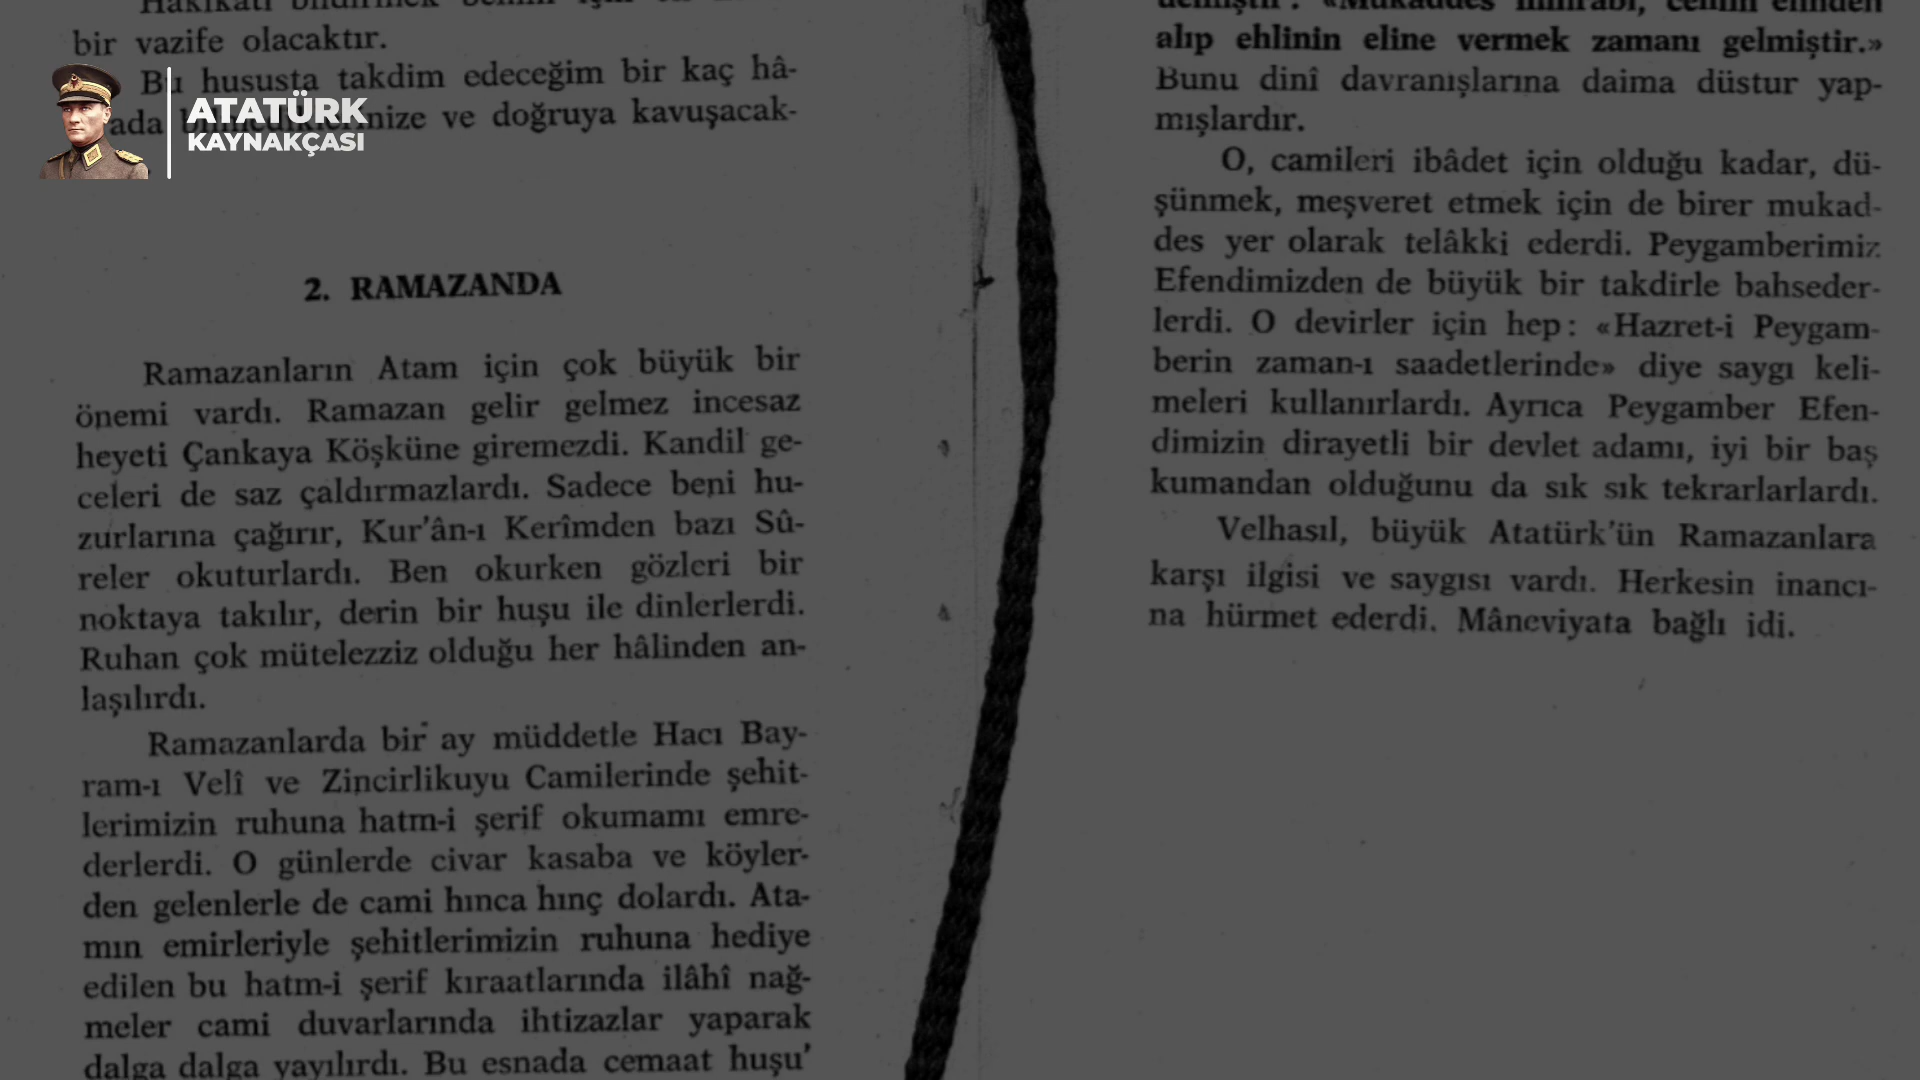 bir vazife olacaktır.
Bu hususta takdim edeceğim bir kaç hâ-
ve doğruya kavuşacak-
ATATÜRK
KAYNAKÇASI
2. RAMAZANDA
Ramazanların Atam için çok büyük bir
önemi vardı. Ramazan gelir gelmez incesaz
heyeti Çankaya Köşküne giremezdi. Kandil ge-
celeri de saz çaldırmazlardı. Sadece beni hu-
zurlarına çağırır, Kur'ân-ı Kerîmden bazı Sû-
reler okuturlardı. Ben okurken gözleri bir
noktaya takılır, derin bir huşu ile dinlerlerdi.
Ruhan çok mütelezziz olduğu her hâlinden an-
laşılırdı.
Ramazanlarda bir ay müddetle Hacı Bay-
ram-ı Velî ve Zincirlikuyu Camilerinde şehit-
lerimizin ruhuna hatm-i şerif okumamı emre-
derlerdi. O günlerde civar kasaba ve köyler-
den gelenlerle de cami hınca hınç dolardı. Ata-
mın emirleriyle şehitlerimizin ruhuna hediye
edilen bu hatm-i şerif kıraatlarında ilâhî nağ-
meler cami duvarlarında ihtizazlar yaparak
dalga dalga yayılırdı. Bu esnada cemaat huşu'
alıp ehlinin eline vermek zamanı gelmiştir.»
Bunu dinî davranışlarına daima düstur yap-
mışlardır.
O, camileri ibâdet için olduğu kadar, dü-
şünmek, meşveret etmek için de birer mukad-
des yer olarak telâkki ederdi. Peygamberimiz
Efendimizden de büyük bir takdirle bahseder-
lerdi. O devirler için hep: «Hazret-i Peygam-
berin zaman-ı saadetlerinde» diye saygı keli-
meleri kullanırlardı. Ayrıca Peygamber Efen-
dimizin dirayetli bir devlet adamı, iyi bir baş
kumandan olduğunu da sık sık tekrarlarlardı.
Velhasıl, büyük Atatürk'ün Ramazanlara
karşı ilgisi ve saygısı vardı. Herkesin inancı-
na hürmet ederdi. Mâneviyata bağlı idi.